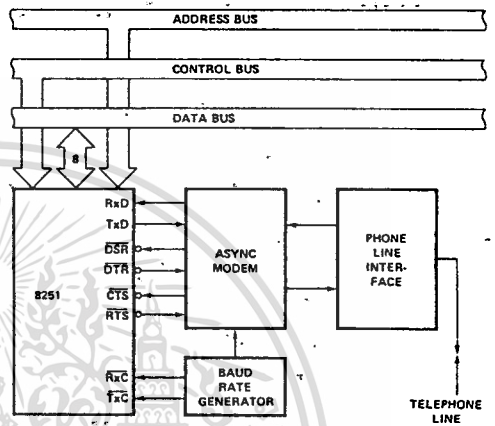 ADDRESS BUS
CONTROL BUS
DATA BUS
8
8251
RxD
TxD
DSR
DTR
CTS
RTS
RxC
TxC
ASYNC
MODEM
BAUD
RATE
GENERATOR
PHONE
LINE
INTER-
FACE
TELEPHONE
LINE